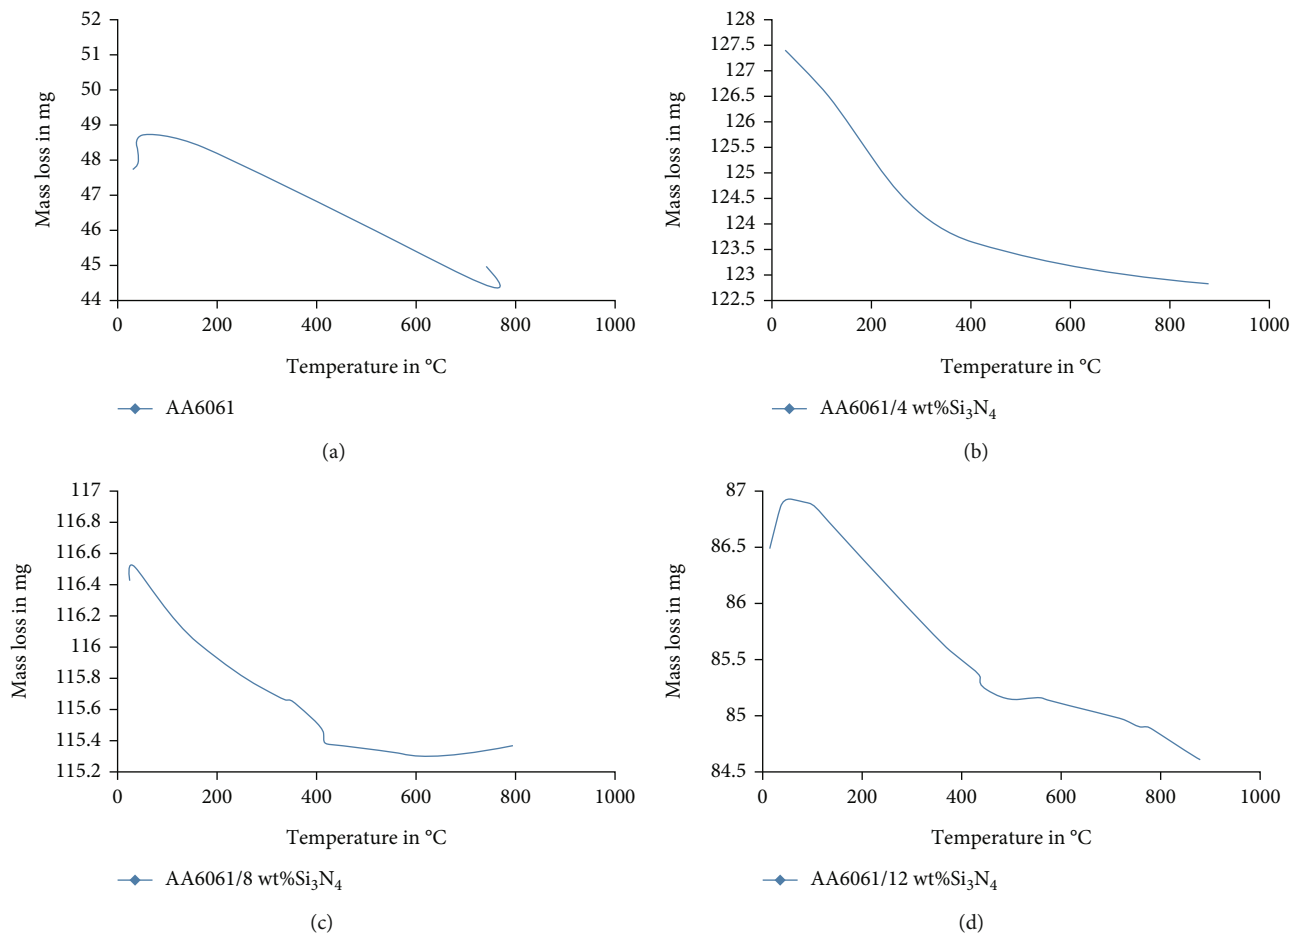 52
51
50
49
48
47
46
45
44
Mass loss in mg
0 200 400 600 800 1000
Temperature in °C
AA6061
(a)
128
127.5
127
126.5
126
125.5
125
124.5
124
123.5
123
122.5
Mass loss in mg
0 200 400 600 800 1000
Temperature in °C
AA6061/4 wt%Si₃N₄
(b)
117
116.8
116.6
116.4
116.2
116
115.8
115.6
115.4
115.2
Mass loss in mg
0 200 400 600 800 1000
Temperature in °C
AA6061/8 wt%Si₃N₄
(c)
87
86.5
86
85.5
85
84.5
Mass loss in mg
0 200 400 600 800 1000
Temperature in °C
AA6061/12 wt%Si₃N₄
(d)